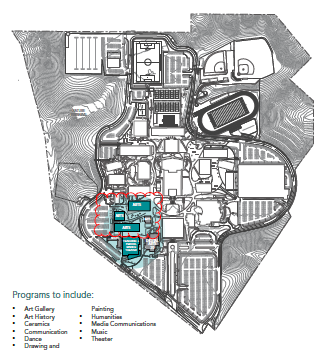 Programs to include:
• Art Gallery
• Art History
• Ceramics
• Communication
• Dance
• Drawing and
Painting
• Humanities
• Media Communications
• Music
• Theater